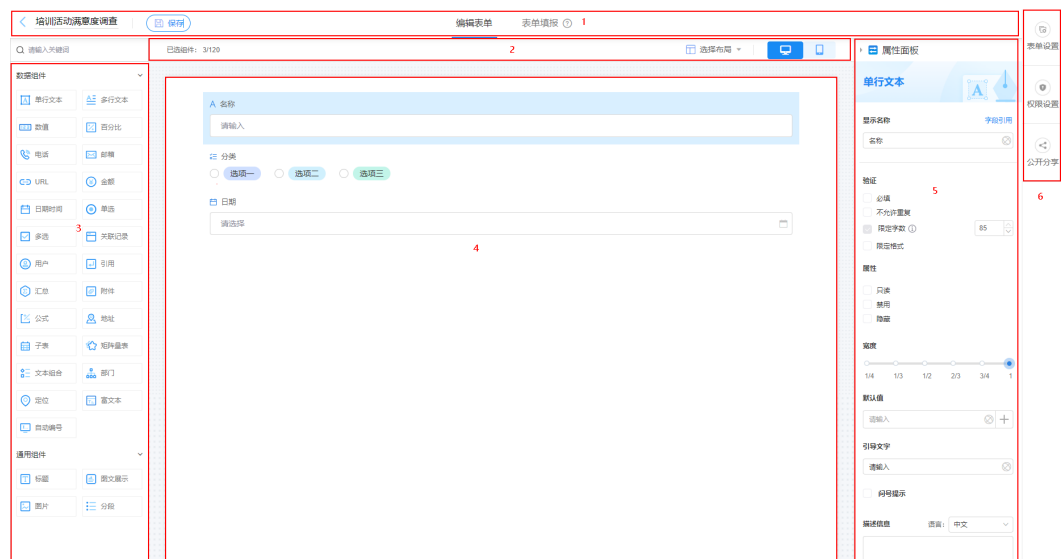 培训活动满意度调查
保存
编辑表单
表单填报
1
表单设置
权限设置
公开分享
6
请输入关键词
已选组件: 3/120
2
选择布局
数据组件
单行文本
多行文本
数值
百分比
电话
邮箱
URL
金额
日期时间
单选
多选
关联记录
3
用户
引用
汇总
附件
公式
地址
子表
矩阵量表
文本组合
部门
定位
富文本
自动编号
通用组件
标题
图文展示
图片
分段
A 名称
请输入
分类
选项一
选项二
选项三
日期
请选择
4
属性面板
单行文本
A
显示名称
字段引用
名称
验证
5
必填
不允许重复
限定字数
85
限定格式
属性
只读
禁用
隐藏
宽度
1/4 1/3 1/2 2/3 3/4 1
默认值
请输入
引导文字
请输入
问号提示
描述信息
语言: 中文